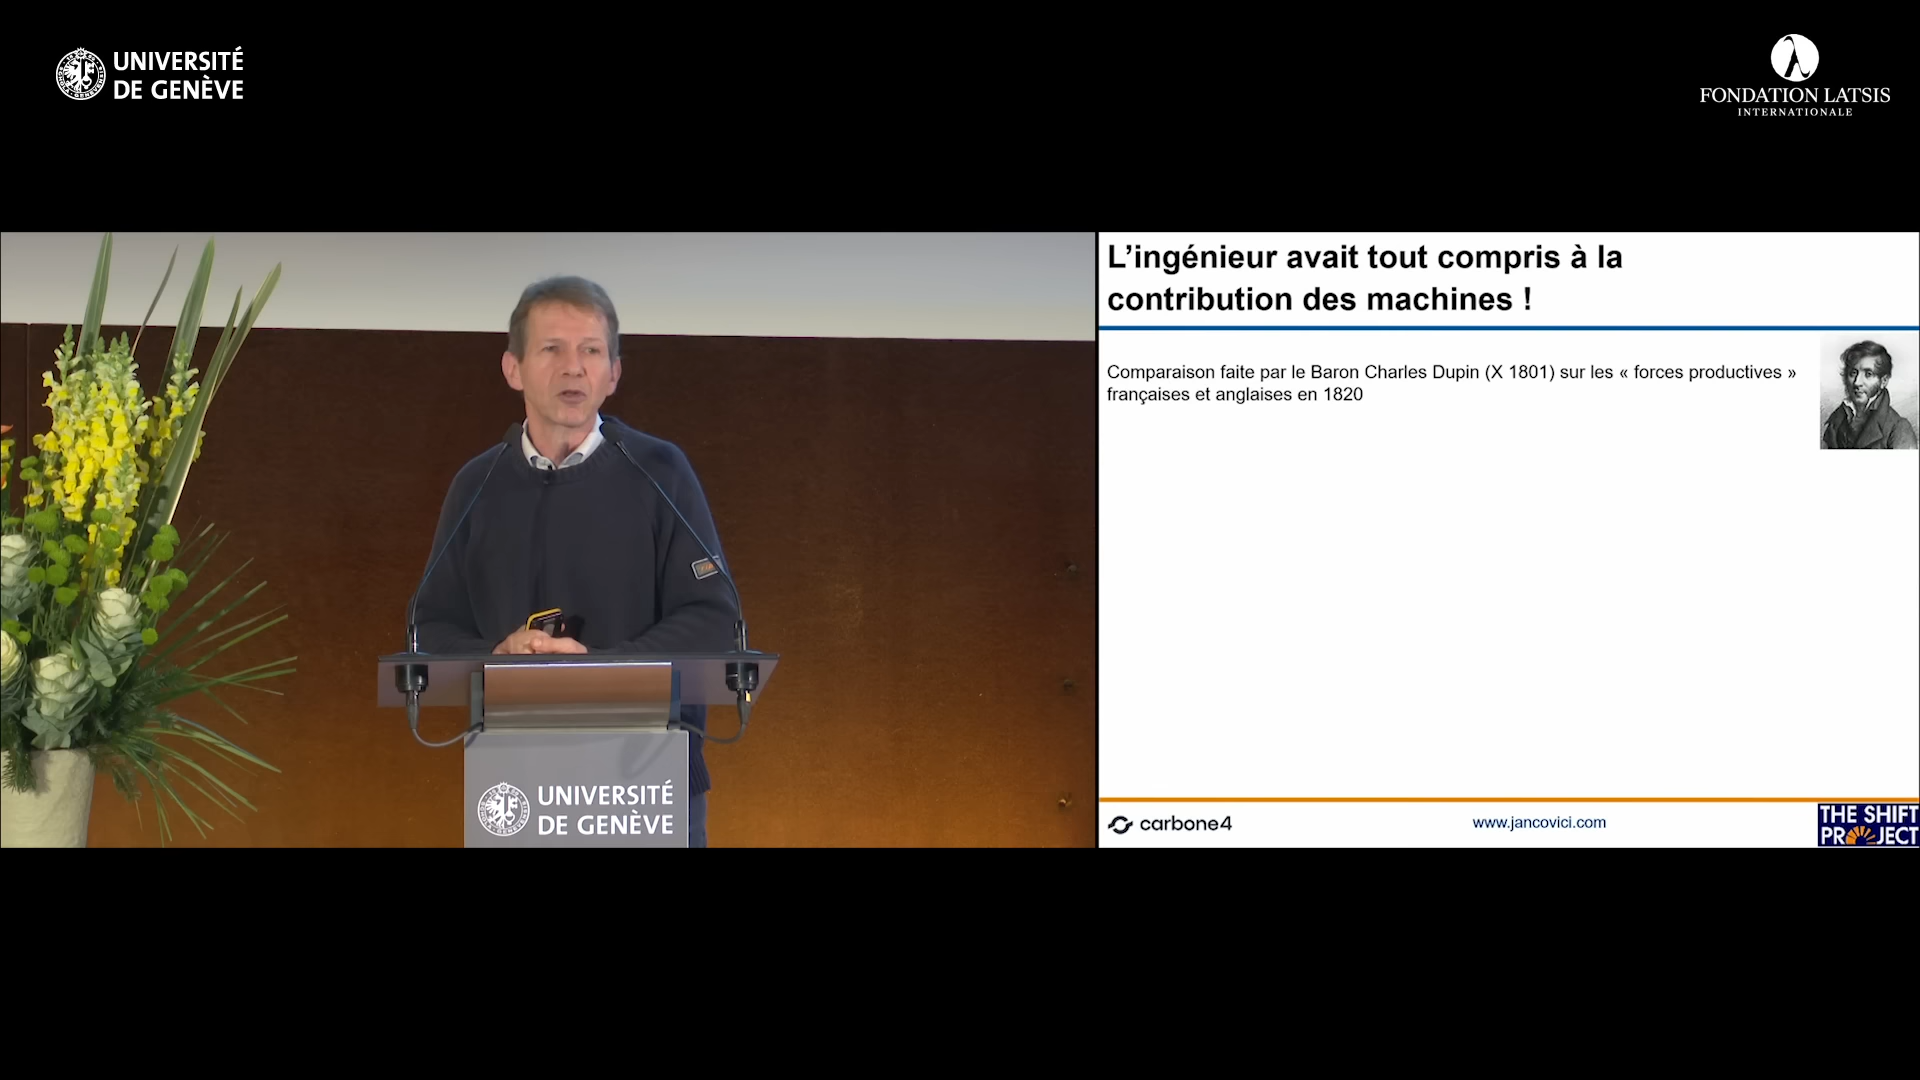 UNIVERSITÉ
DE GENÈVE
FONDATION LATSIS
INTERNATIONALE
L’ingénieur avait tout compris à la
contribution des machines !
Comparaison faite par le Baron Charles Dupin (X 1801) sur les « forces productives »
françaises et anglaises en 1820
UNIVERSITÉ
DE GENÈVE
carbone4
www.jancovici.com
THE SHIFT
PROJECT